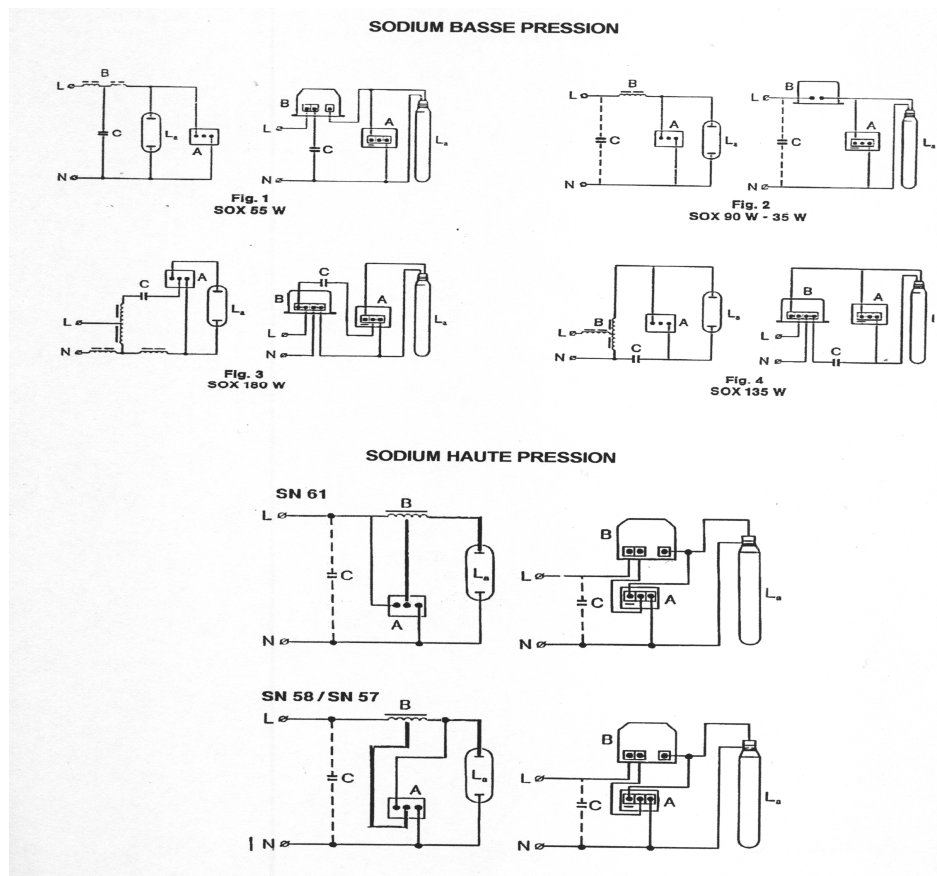 SODIUM BASSE PRESSION
B
L
C
La
A
N
B
L
C
A
La
N
Fig. 1
SOX 55 W
B
L
C
A
La
N
B
L
C
A
La
N
Fig. 2
SOX 90 W - 35 W
C
A
L
La
N
C
B
A
L
La
N
Fig. 3
SOX 180 W
L
B
A
La
C
N
B
A
L
La
C
N
Fig. 4
SOX 135 W
SODIUM HAUTE PRESSION
SN 61
B
L
C
La
A
N
B
L
C
A
La
N
SN 58 / SN 57
B
L
C
La
A
N
B
L
C
A
La
N